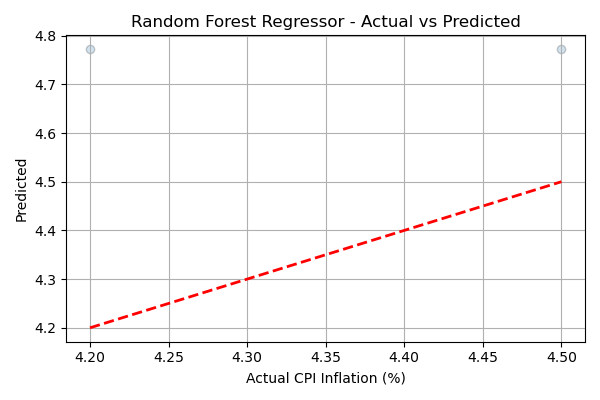 Random Forest Regressor - Actual vs Predicted
4.8
4.7
4.6
4.5
4.4
4.3
4.2
Predicted
4.20 4.25 4.30 4.35 4.40 4.45 4.50
Actual CPI Inflation (%)